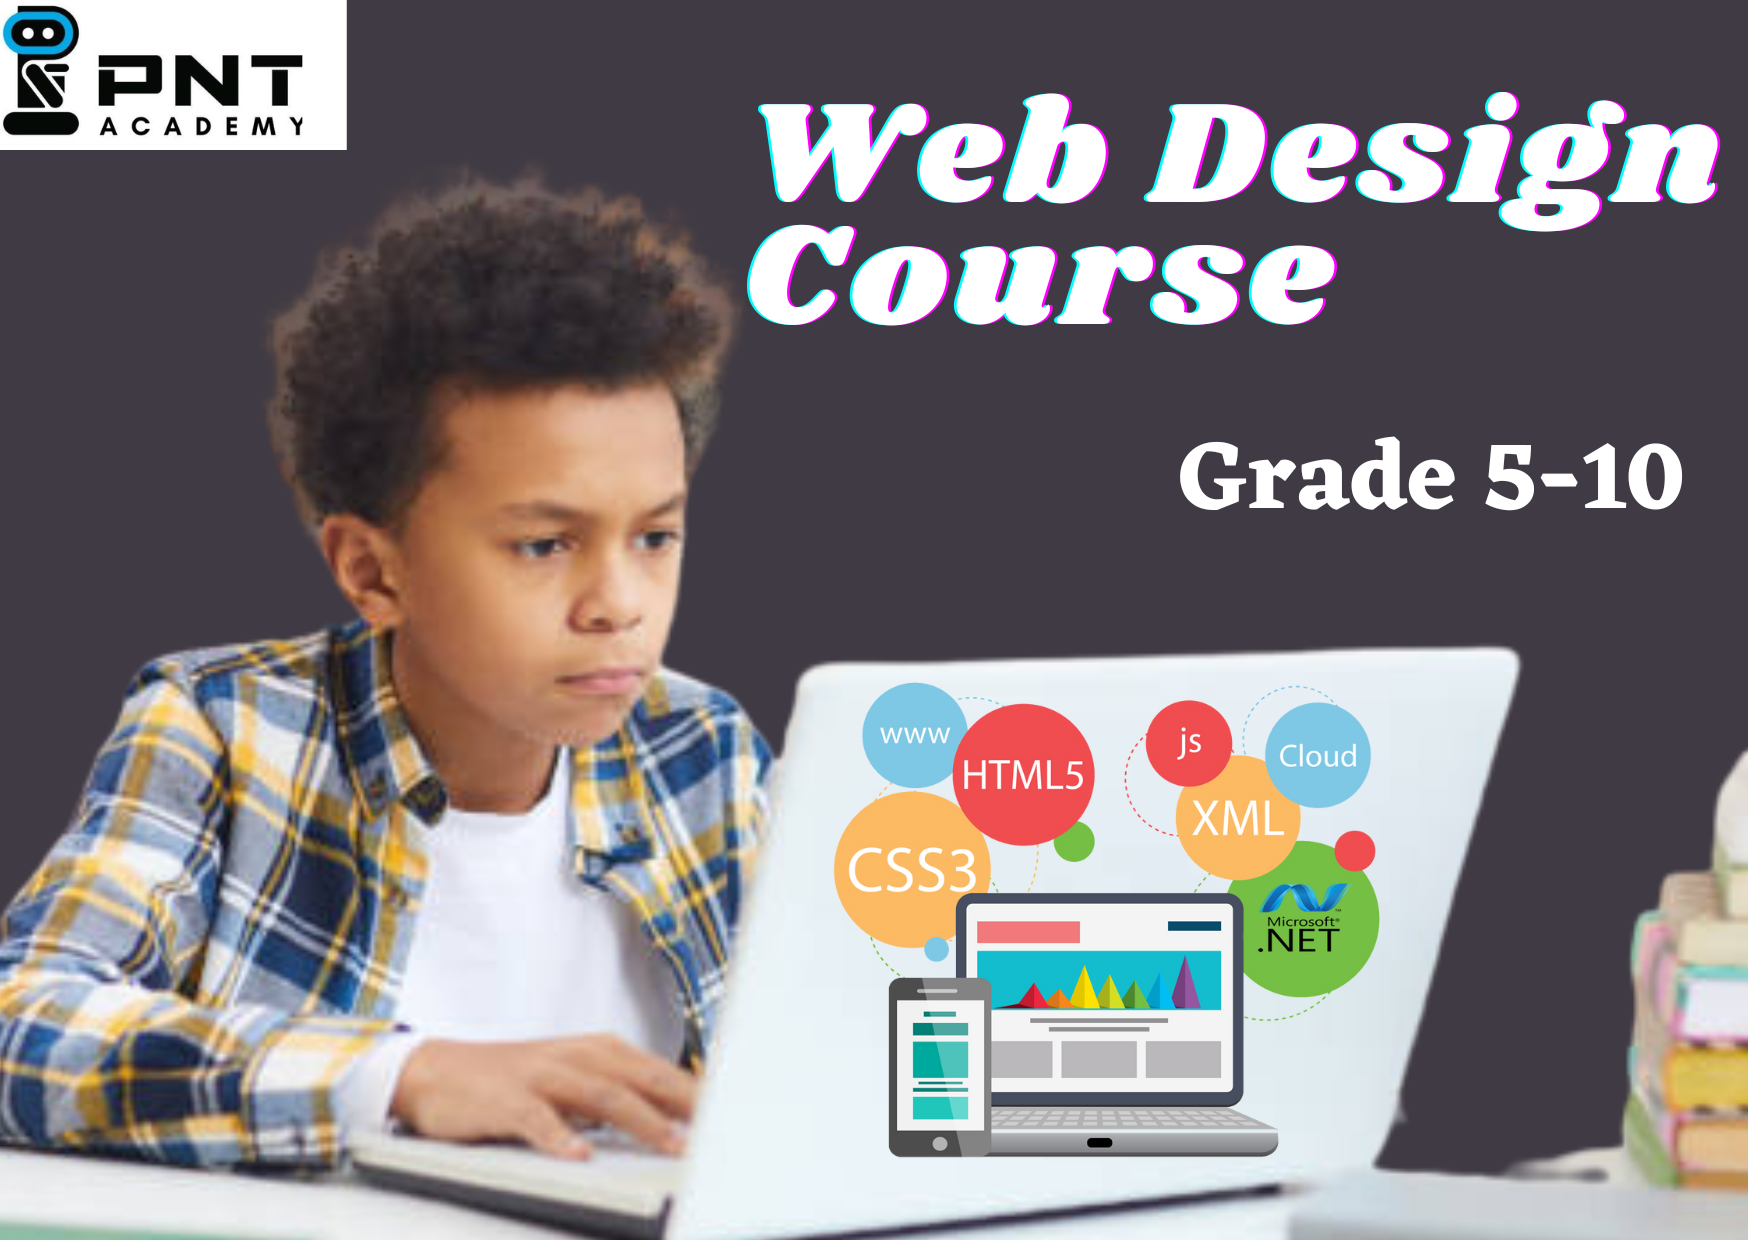 PNT
ACADEMY
Web Design
Course
Grade 5-10
www
HTML5
CSS3
js
Cloud
XML
Microsoft®
.NET